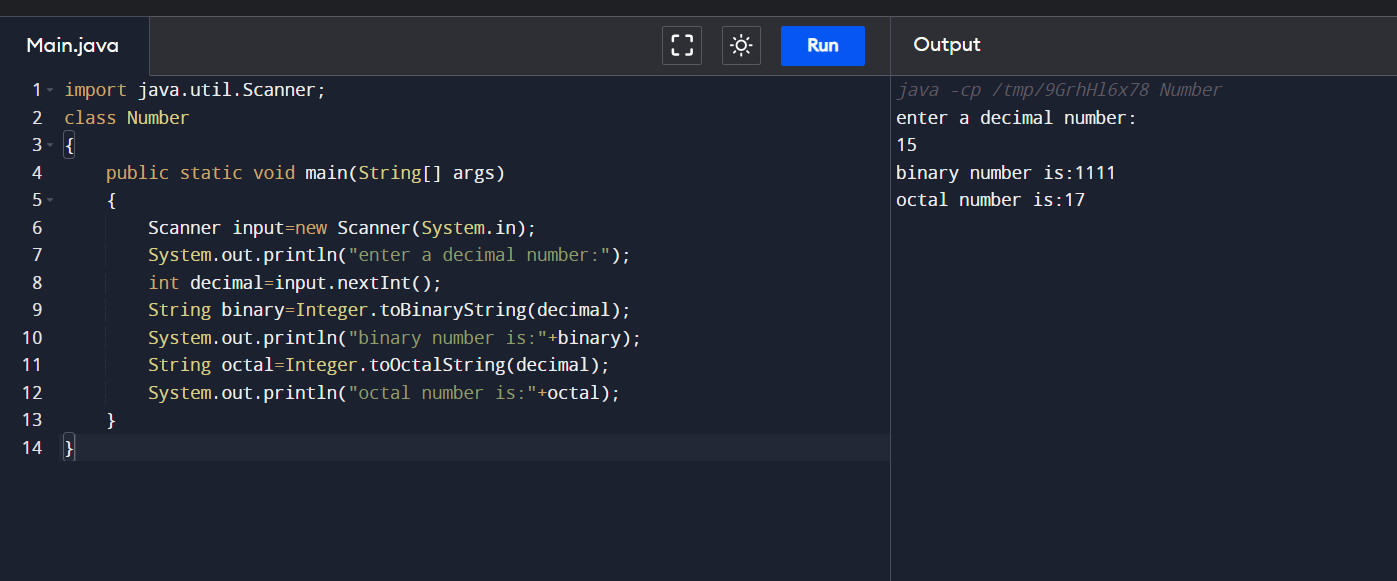 Main.java
Run
1 import java.util.Scanner;
2 class Number
3 {
4     public static void main(String[] args)
5     {
6         Scanner input=new Scanner(System.in);
7         System.out.println("enter a decimal number:");
8         int decimal=input.nextInt();
9         String binary=Integer.toBinaryString(decimal);
10         System.out.println("binary number is:"+binary);
11         String octal=Integer.toOctalString(decimal);
12         System.out.println("octal number is:"+octal);
13     }
14 }
Output
java -cp /tmp/9GrhHl6x78 Number
enter a decimal number:
15
binary number is:1111
octal number is:17